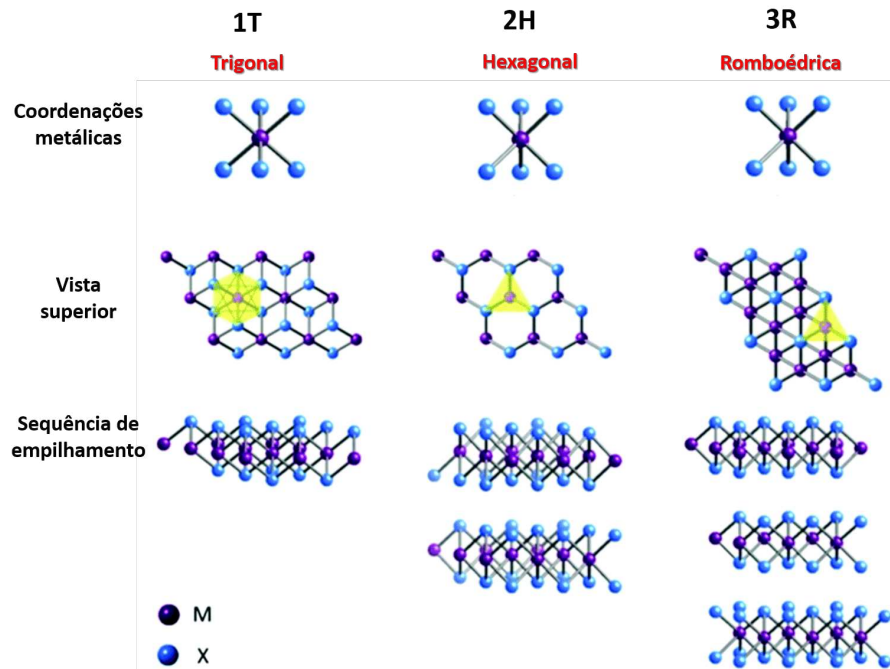 1T
2H
3R
Trigonal
Hexagonal
Romboédrica
Coordenações
metálicas
Vista
superior
Sequência de
empilhamento
M
X